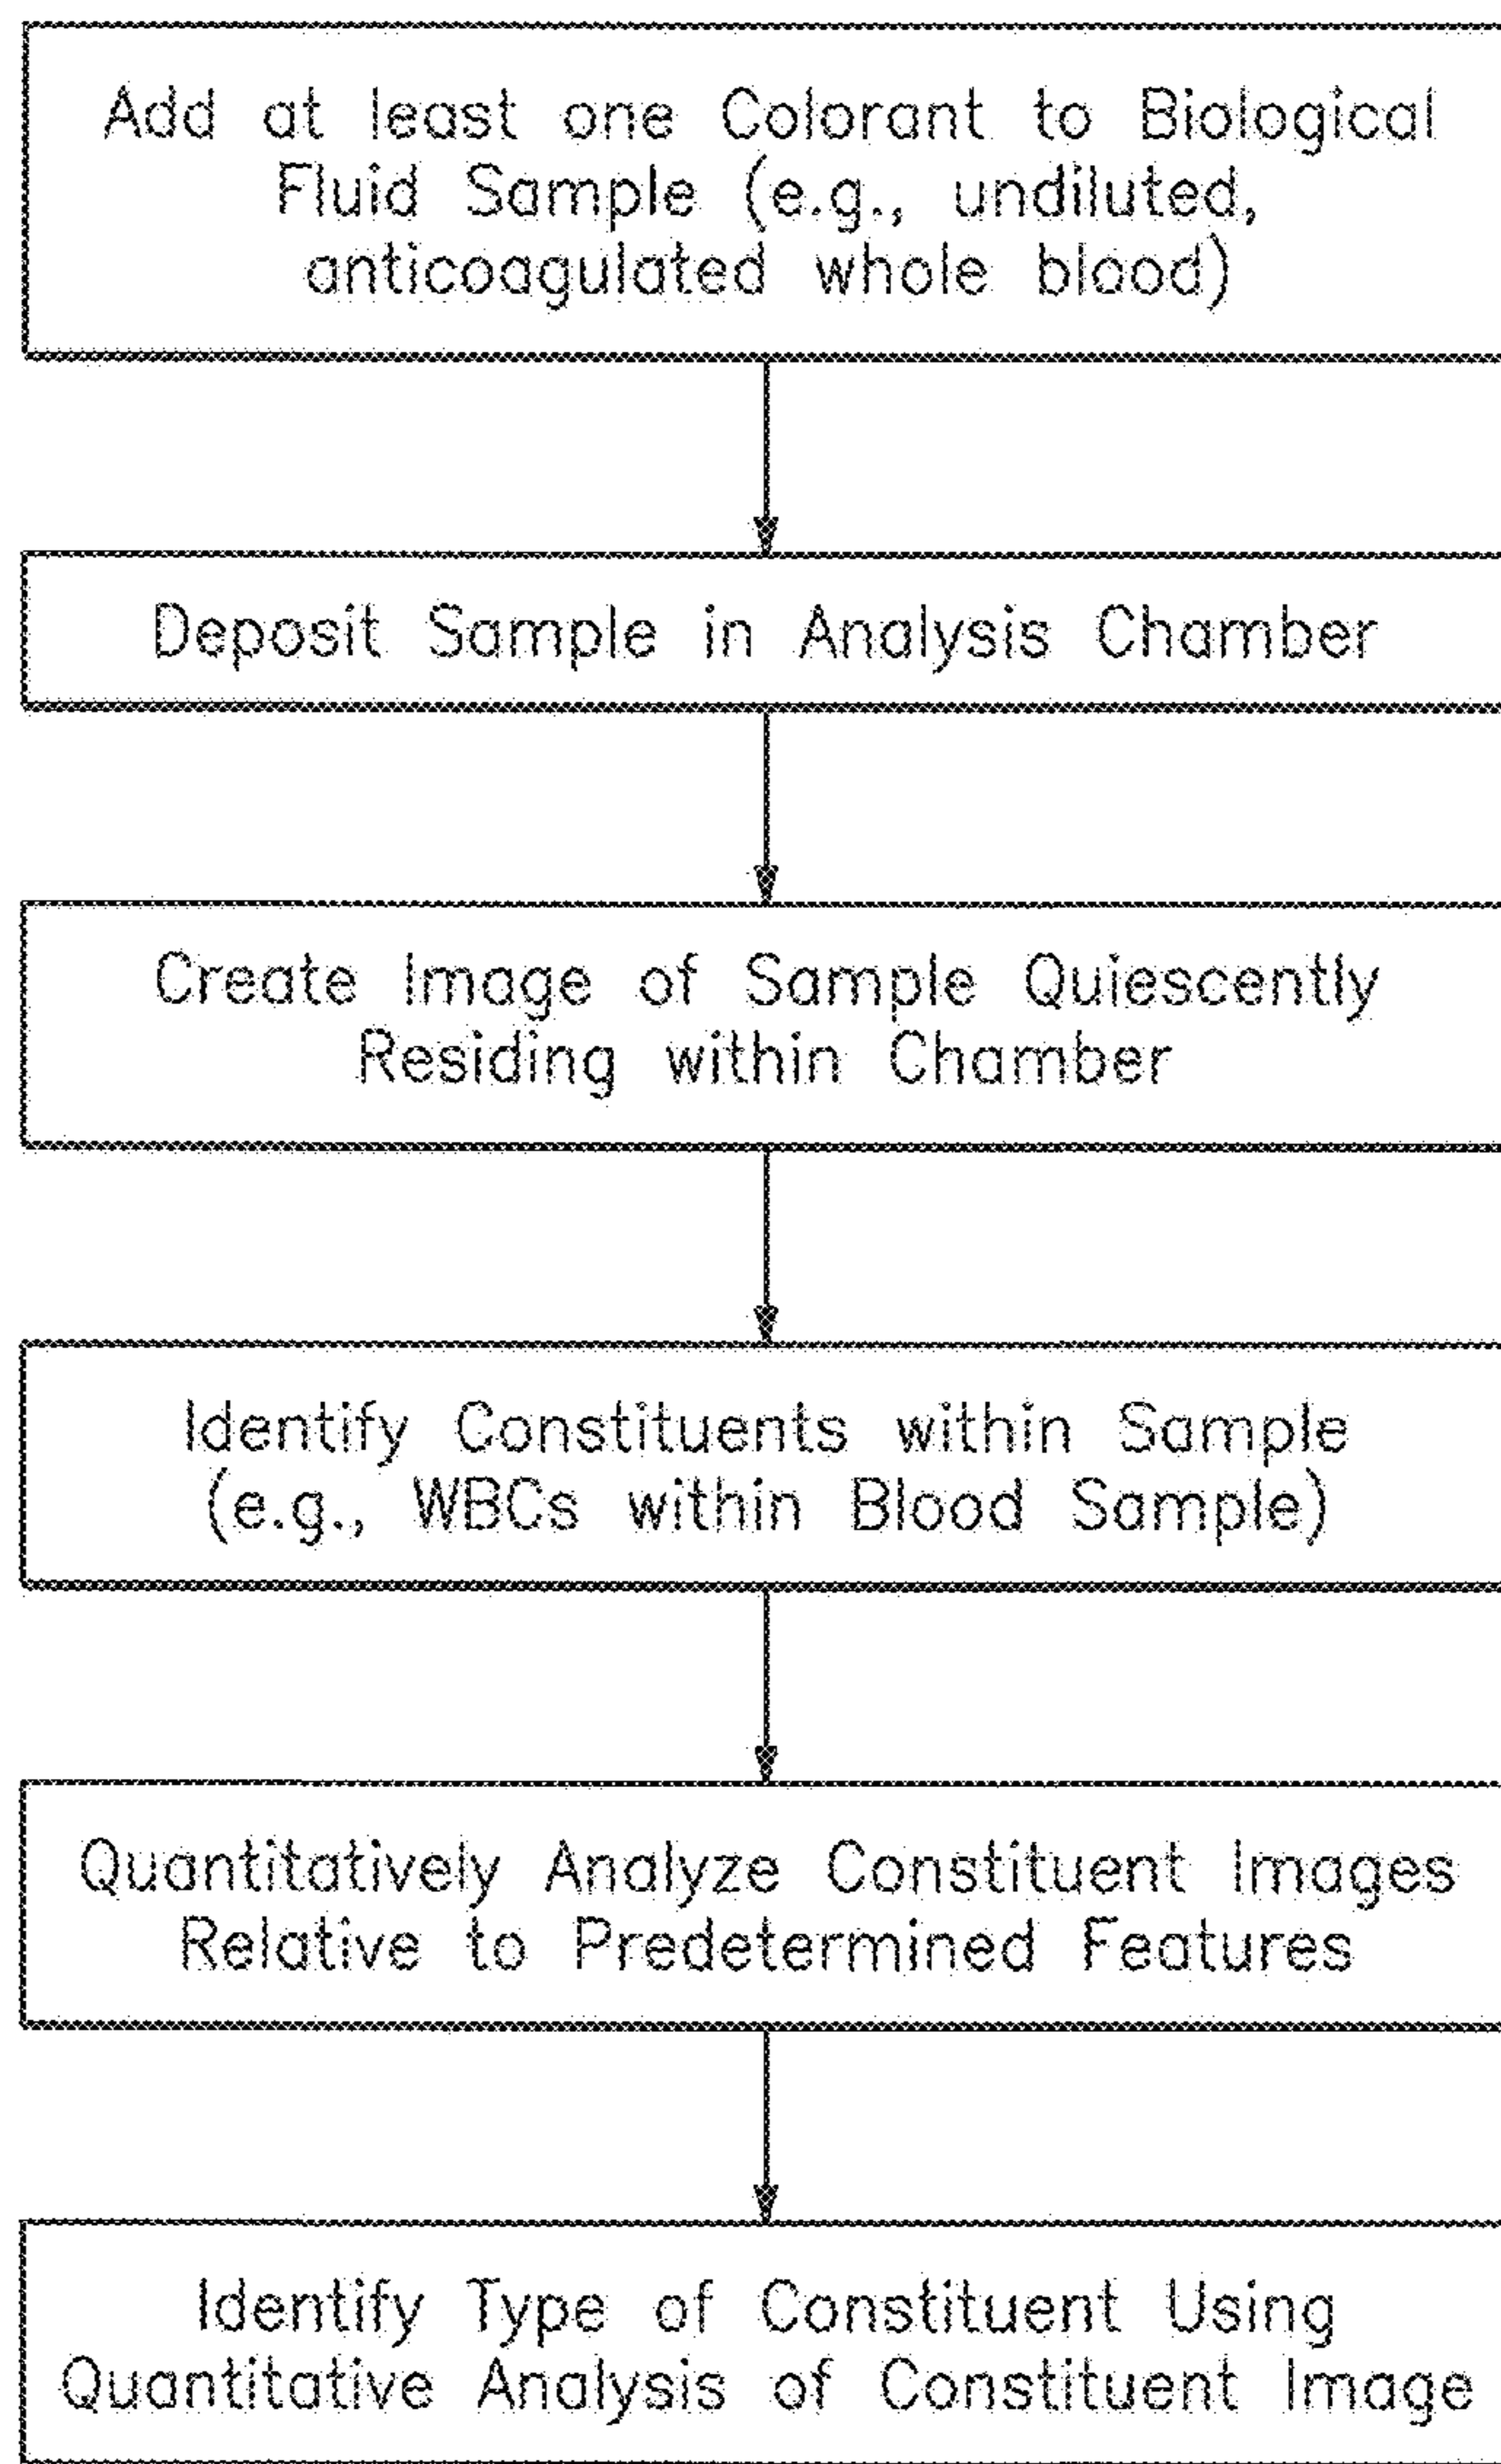 Add at least one Colorant to Biological
Fluid Sample (e.g., undiluted,
anticoagulated whole blood)
Deposit Sample in Analysis Chamber
Create Image of Sample Quiescently
Residing within Chamber
Identify Constituents within Sample
(e.g., WBCs within Blood Sample)
Quantitatively Analyze Constituent Images
Relative to Predetermined Features
Identify Type of Constituent Using
Quantitative Analysis of Constituent Image